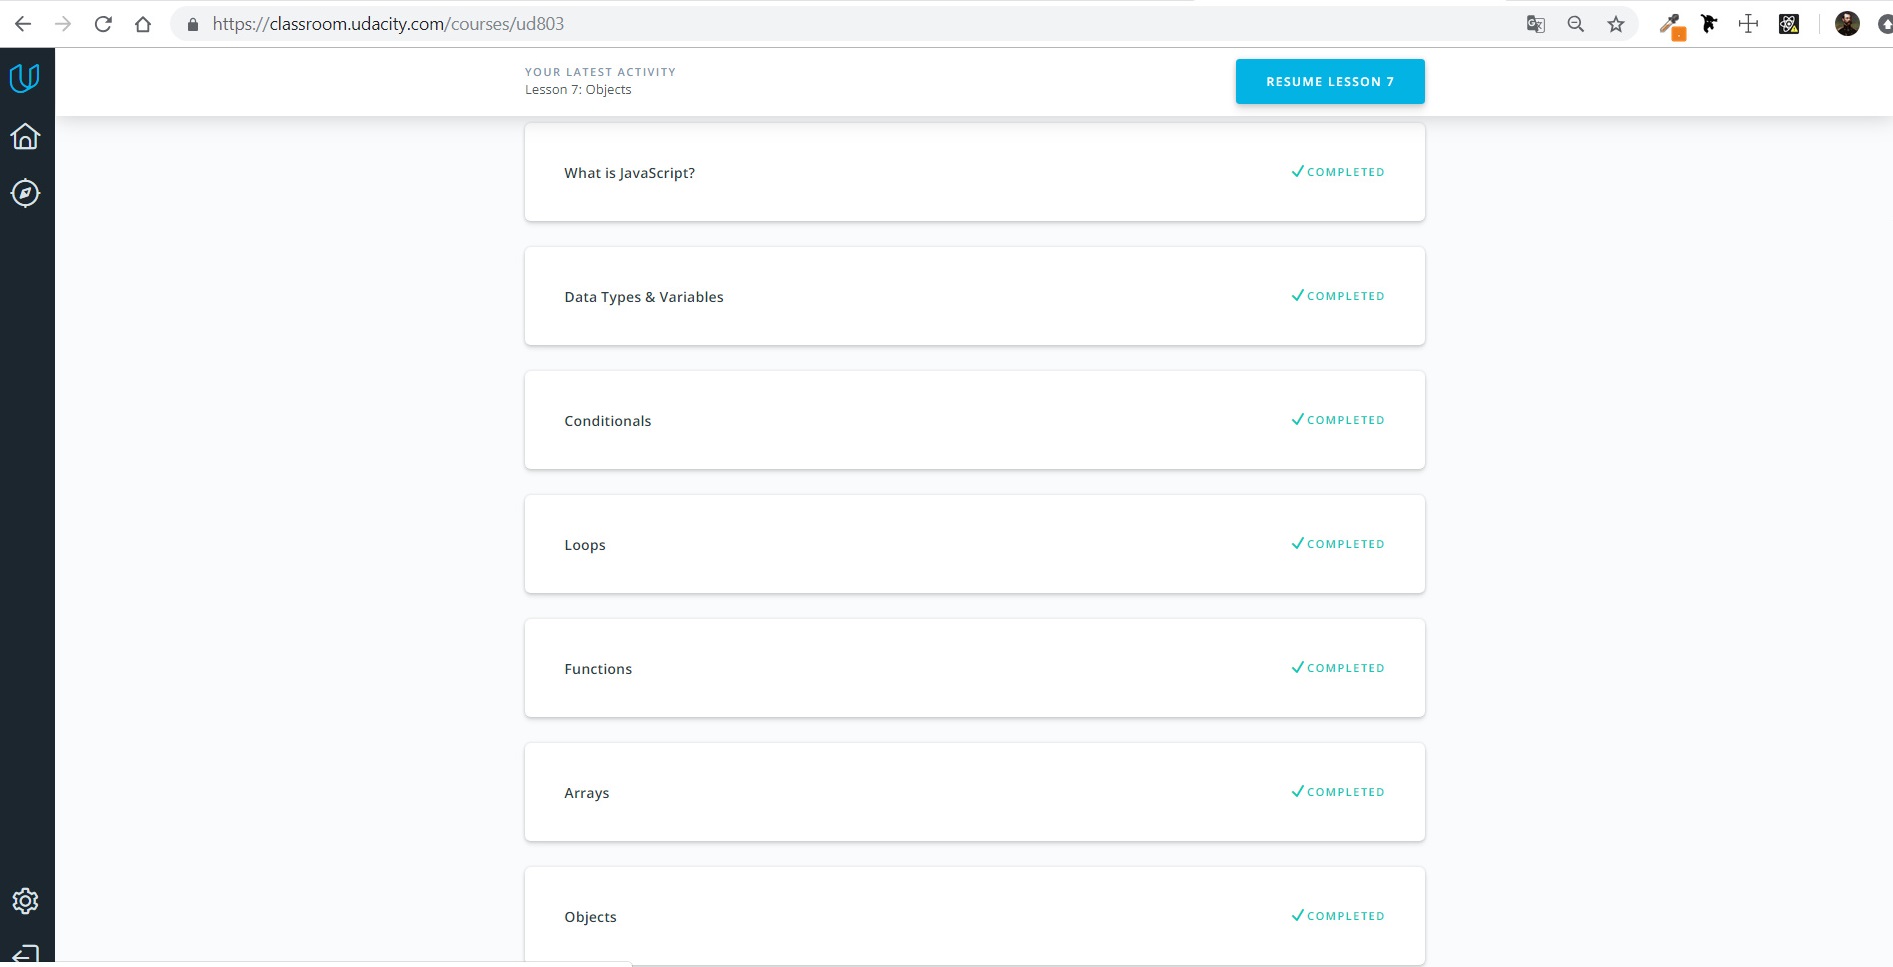 https://classroom.udacity.com/courses/ud803
YOUR LATEST ACTIVITY
Lesson 7: Objects
RESUME LESSON 7
What is JavaScript?
COMPLETED
Data Types & Variables
COMPLETED
Conditionals
COMPLETED
Loops
COMPLETED
Functions
COMPLETED
Arrays
COMPLETED
Objects
COMPLETED